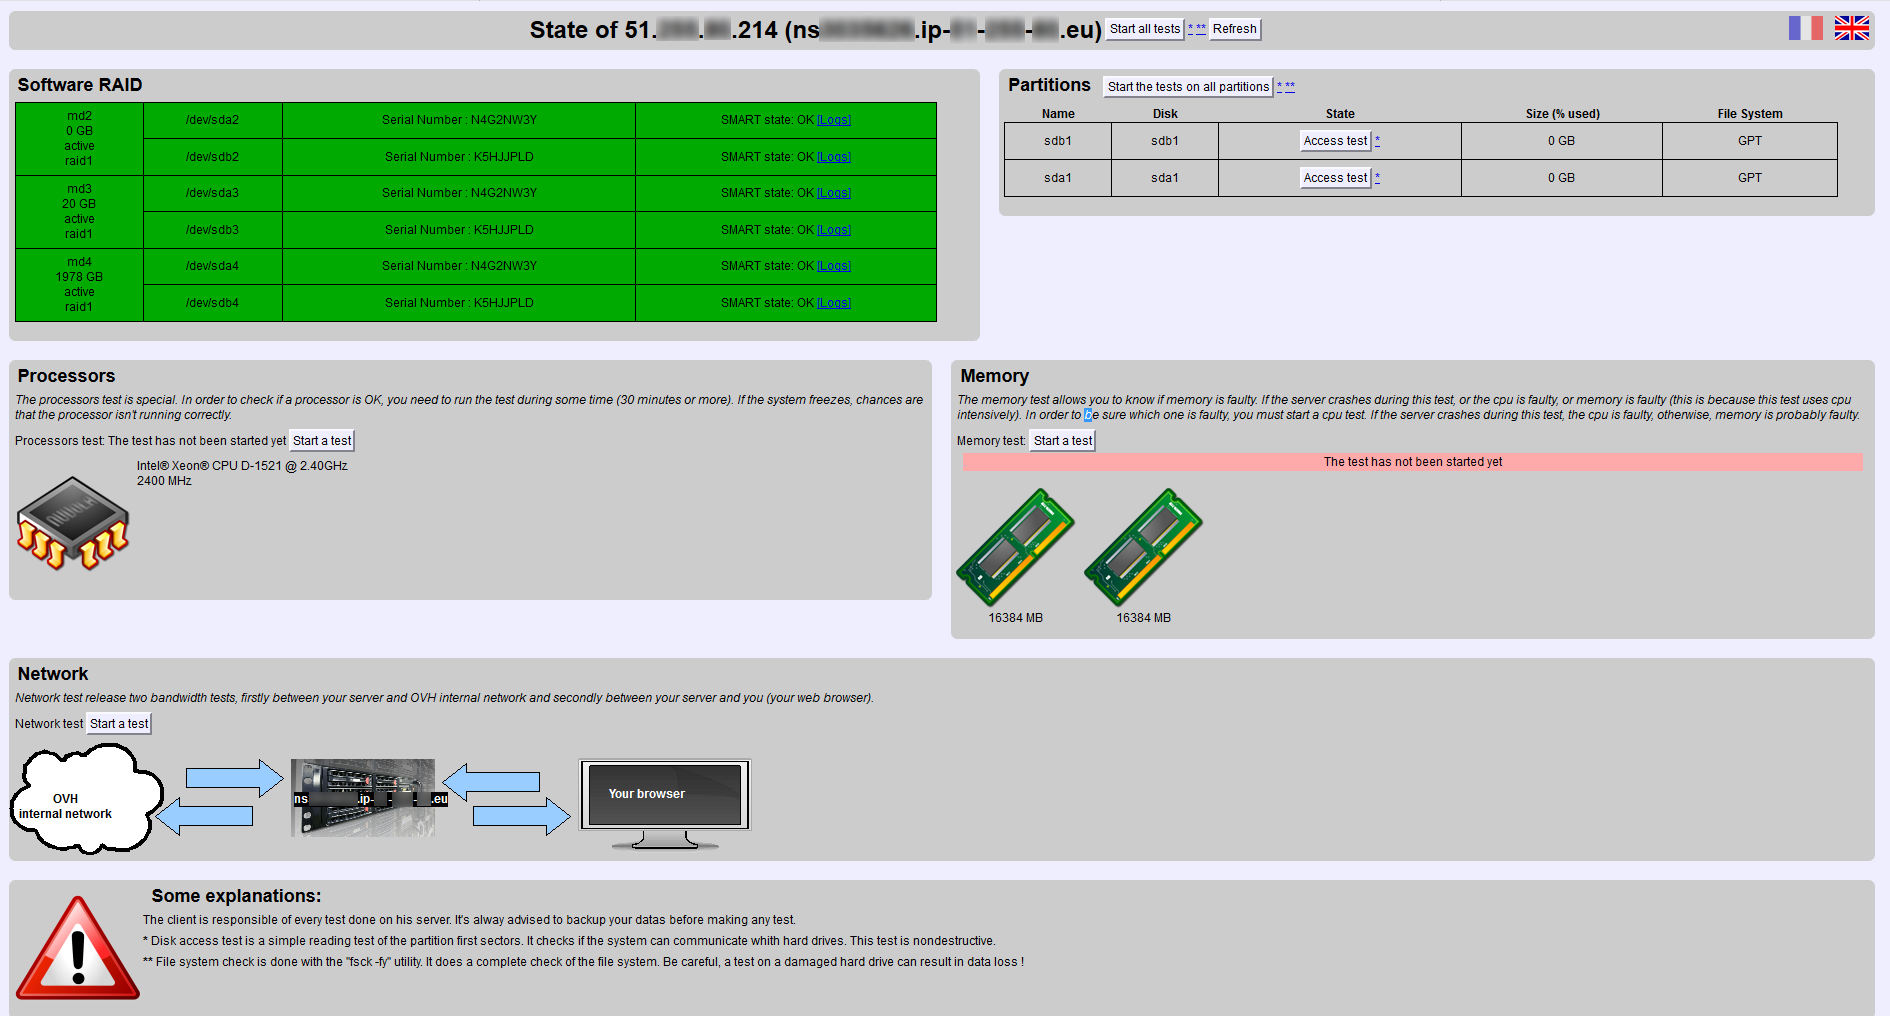 State of 51. . .214 (ns .ip- - - .eu) Start all tests * ** Refresh
Software RAID
md2
0 GB
active
raid1
/dev/sda2 Serial Number : N4G2NW3Y SMART state: OK [Logs]
/dev/sdb2 Serial Number : K5HJJPLD SMART state: OK [Logs]
md3
20 GB
active
raid1
/dev/sda3 Serial Number : N4G2NW3Y SMART state: OK [Logs]
/dev/sdb3 Serial Number : K5HJJPLD SMART state: OK [Logs]
md4
1978 GB
active
raid1
/dev/sda4 Serial Number : N4G2NW3Y SMART state: OK [Logs]
/dev/sdb4 Serial Number : K5HJJPLD SMART state: OK [Logs]
Partitions Start the tests on all partitions * **
Name Disk State Size (% used) File System
sdb1 sdb1 Access test * 0 GB GPT
sda1 sda1 Access test * 0 GB GPT
Processors
The processors test is special. In order to check if a processor is OK, you need to run the test during some time (30 minutes or more). If the system freezes, chances are
that the processor isn't running correctly.
Processors test: The test has not been started yet Start a test
Intel® Xeon® CPU D-1521 @ 2.40GHz
2400 MHz
Memory
The memory test allows you to know if memory is faulty. If the server crashes during this test, or the cpu is faulty, or memory is faulty (this is because this test uses cpu
intensively). In order to be sure which one is faulty, you must start a cpu test. If the server crashes during this test, the cpu is faulty, otherwise, memory is probably faulty.
Memory test: Start a test
The test has not been started yet
16384 MB 16384 MB
Network
Network test release two bandwidth tests, firstly between your server and OVH internal network and secondly between your server and you (your web browser).
Network test Start a test
OVH
internal network
ns .ip- - - .eu
Your browser
Some explanations:
The client is responsible of every test done on his server. It's alway advised to backup your datas before making any test.
* Disk access test is a simple reading test of the partition first sectors. It checks if the system can communicate whith hard drives. This test is nondestructive.
** File system check is done with the "fsck -fy" utility. It does a complete check of the file system. Be careful, a test on a damaged hard drive can result in data loss !